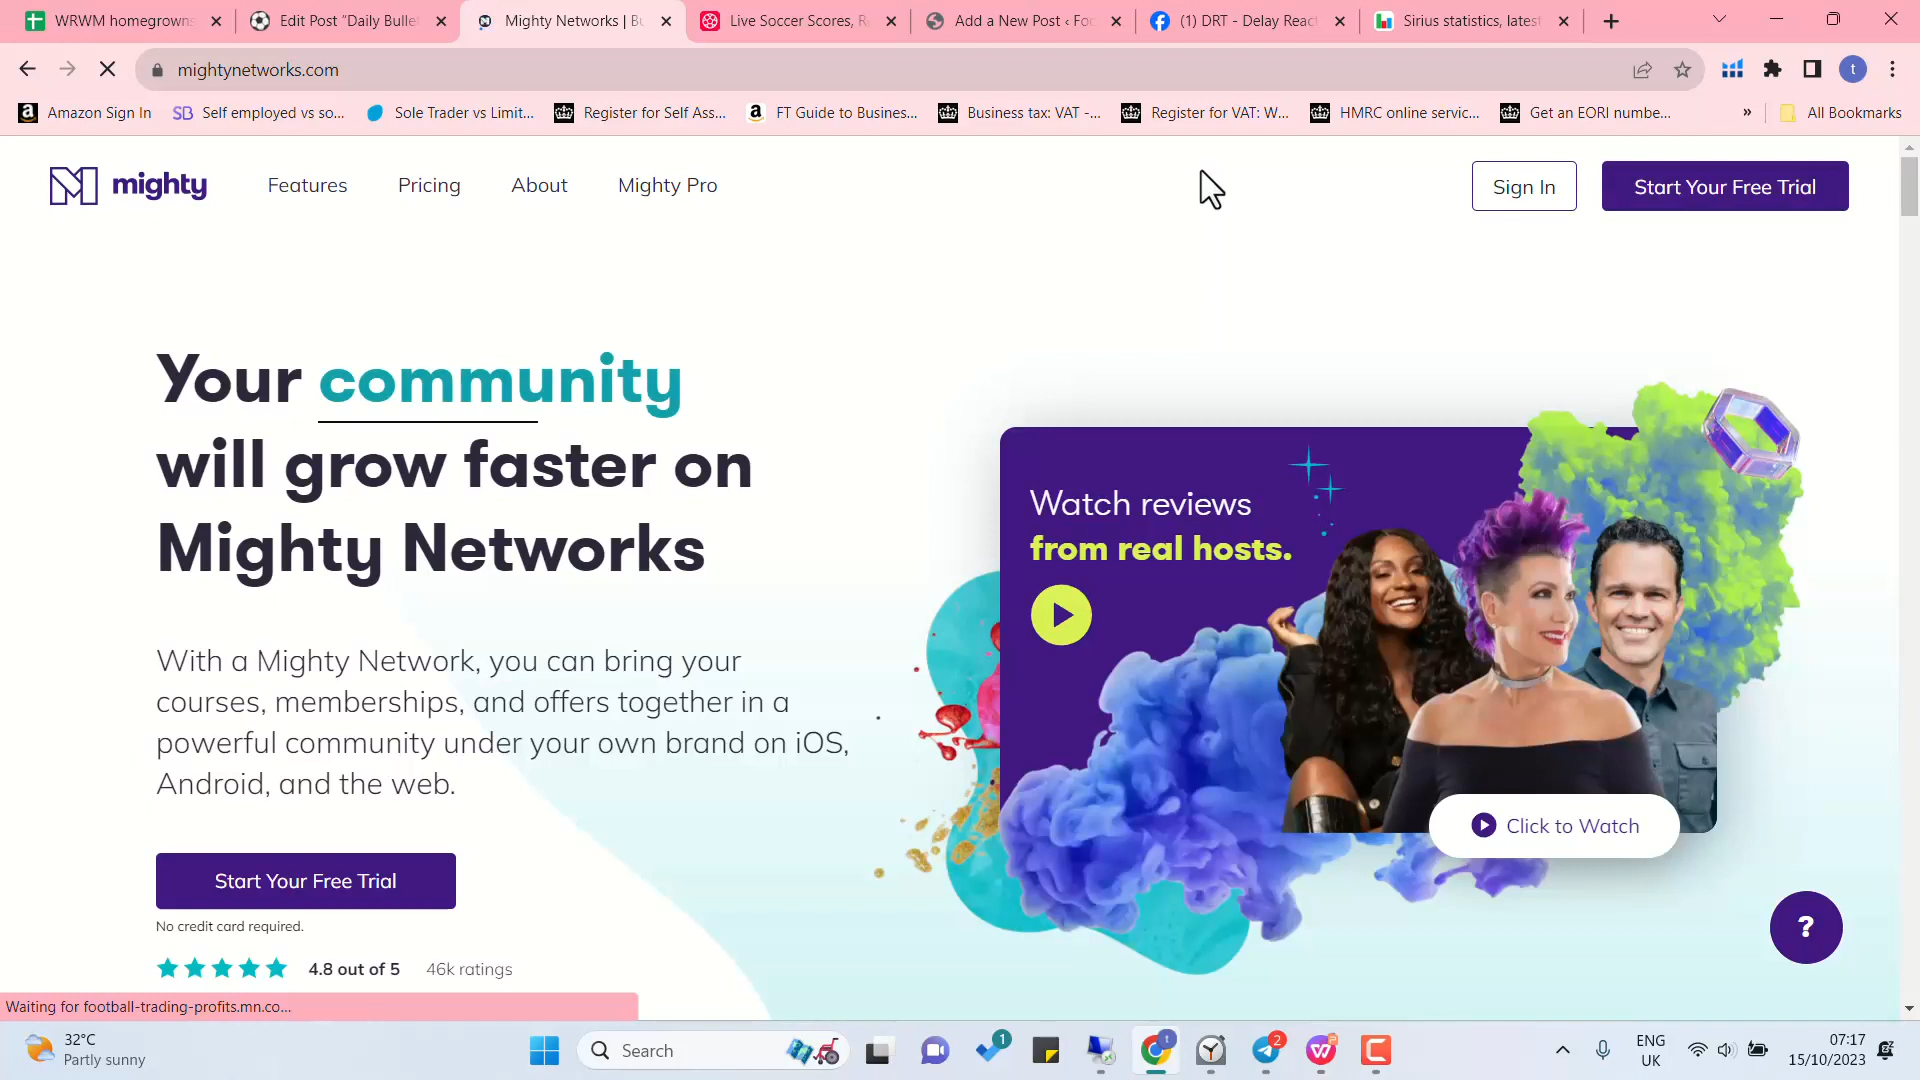 WRWM homegrowns
Edit Post "Daily Bulle
Mighty Networks | Bu
Live Soccer Scores, R
Add a New Post ‹ Foo
(1) DRT - Delay Reac
Sirius statistics, latest
mightynetworks.com
t
Amazon Sign In
Self employed vs so...
Sole Trader vs Limit...
Register for Self Ass...
FT Guide to Busines...
Business tax: VAT -...
Register for VAT: W...
HMRC online servic...
Get an EORI numbe...
»
All Bookmarks
mighty
Features
Pricing
About
Mighty Pro
Sign In
Start Your Free Trial
Your community
will grow faster on
Mighty Networks
Watch reviews
from real hosts.
With a Mighty Network, you can bring your
courses, memberships, and offers together in a
powerful community under your own brand on iOS,
Android, and the web.
Click to Watch
Start Your Free Trial
No credit card required.
?
4.8 out of 5
46k ratings
Waiting for football-trading-profits.mn.co...
32°C
Partly sunny
Search
1
t
2
ENG
UK
07:17
15/10/2023